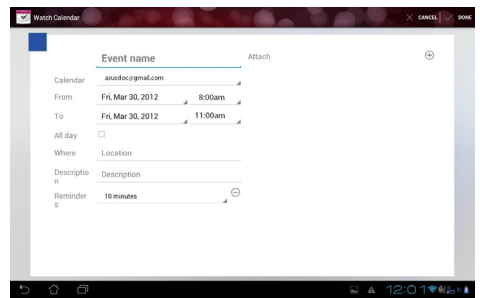 Watch Calendar
CANCEL
DONE
Event name
Attach
Calendar
asusdoc@gmail.com
From
Fri, Mar 30, 2012
8:00am
To
Fri, Mar 30, 2012
11:00am
All day
Where
Location
Descriptio
n
Description
Reminder
s
10 minutes
12:01